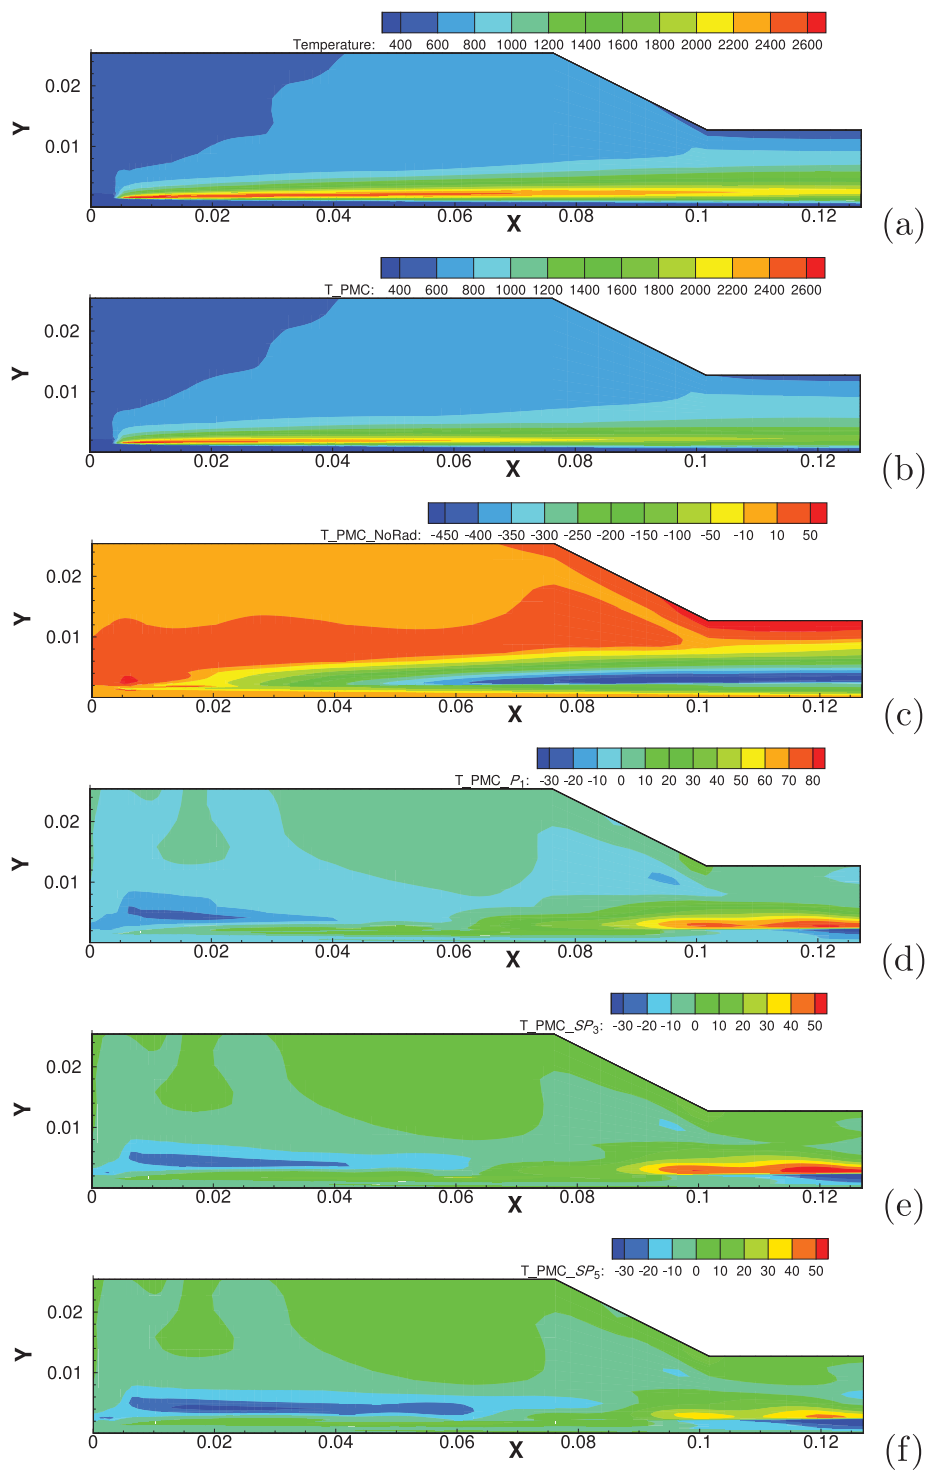 Temperature: 400 600 800 1000 1200 1400 1600 1800 2000 2200 2400 2600
Y
0.02
0.01
0 0.02 0.04 0.06 0.08 0.1 0.12
X
(a)
T_PMC: 400 600 800 1000 1200 1400 1600 1800 2000 2200 2400 2600
Y
0.02
0.01
0 0.02 0.04 0.06 0.08 0.1 0.12
X
(b)
T_PMC_NoRad: -450 -400 -350 -300 -250 -200 -150 -100 -50 -10 10 50
Y
0.02
0.01
0 0.02 0.04 0.06 0.08 0.1 0.12
X
(c)
T_PMC_P₁: -30 -20 -10 0 10 20 30 40 50 60 70 80
Y
0.02
0.01
0 0.02 0.04 0.06 0.08 0.1 0.12
X
(d)
T_PMC_SP₃: -30 -20 -10 0 10 20 30 40 50
Y
0.02
0.01
0 0.02 0.04 0.06 0.08 0.1 0.12
X
(e)
T_PMC_SP₅: -30 -20 -10 0 10 20 30 40 50
Y
0.02
0.01
0 0.02 0.04 0.06 0.08 0.1 0.12
X
(f)